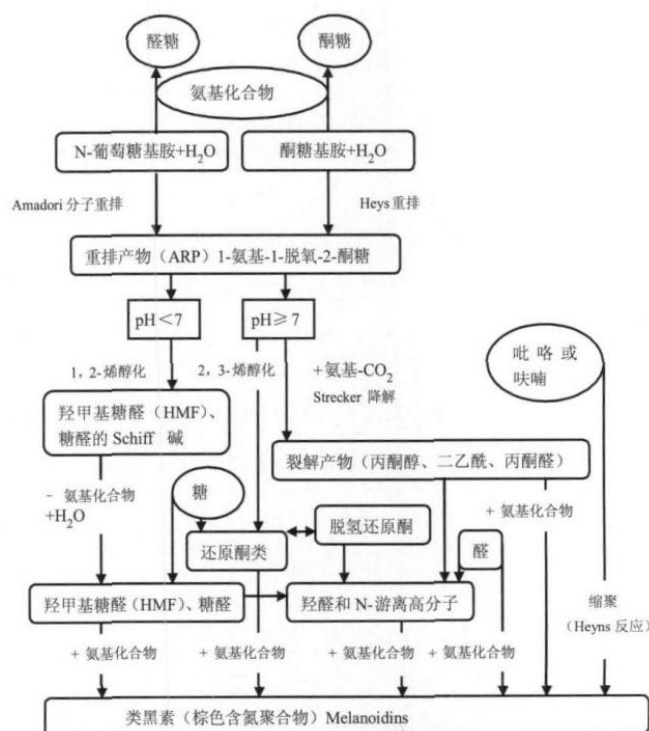 醛糖
酮糖
氨基化合物
N-葡萄糖基胺+H₂O
酮糖基胺+H₂O
Amadori 分子重排
Heys 重排
重排产物（ARP）1-氨基-1-脱氧-2-酮糖
pH＜7
pH≥7
吡咯或
呋喃
1，2-烯醇化
2，3-烯醇化
+氨基-CO₂
Strecker 降解
羟甲基糖醛（HMF）、
糖醛的 Schiff 碱
裂解产物（丙酮醇、二乙酰、丙酮醛）
- 氨基化合物
+H₂O
糖
+ 氨基化合物
脱氢还原酮
还原酮类
醛
羟甲基糖醛（HMF）、糖醛
羟醛和 N-游离高分子
缩聚
（Heyns 反应）
+ 氨基化合物
+ 氨基化合物
+ 氨基化合物
+ 氨基化合物
类黑素（棕色含氮聚合物）Melanoidins